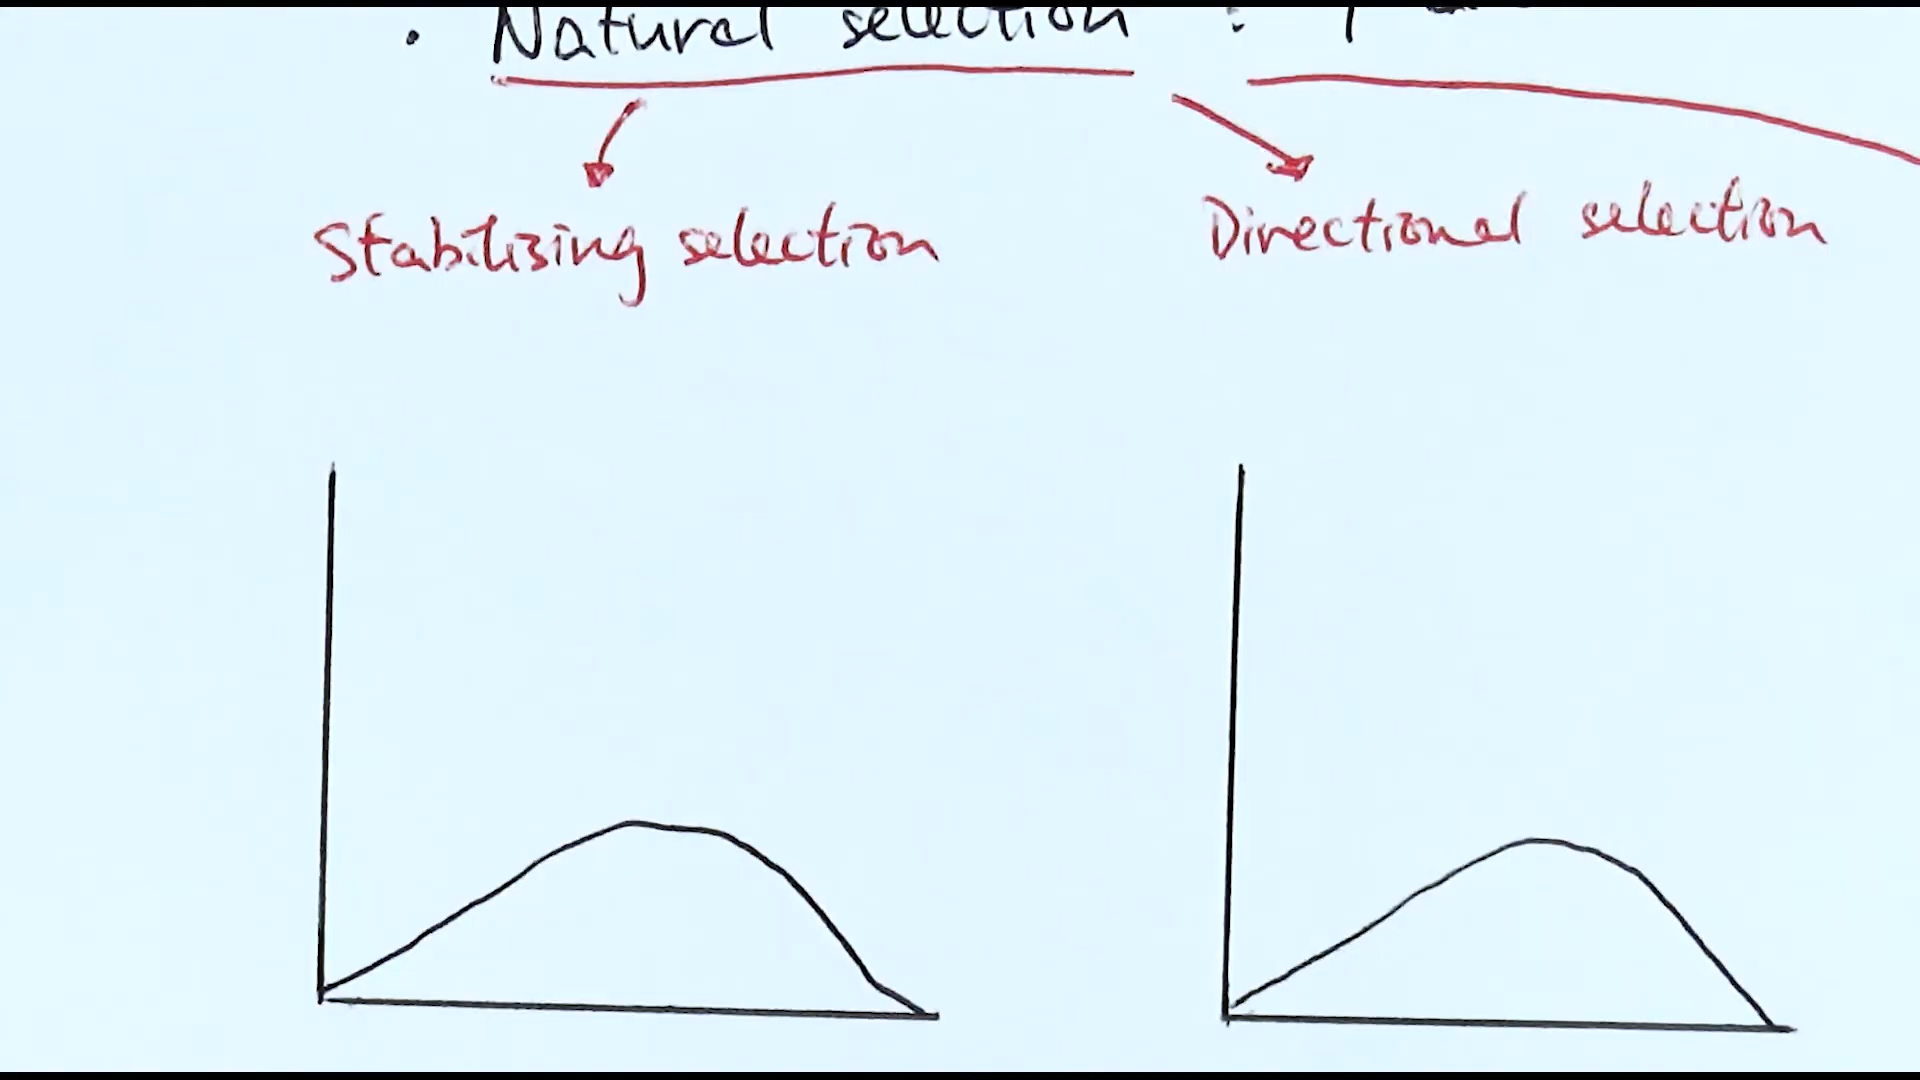 • Natural selection :
Stabilising selection
Directional selection